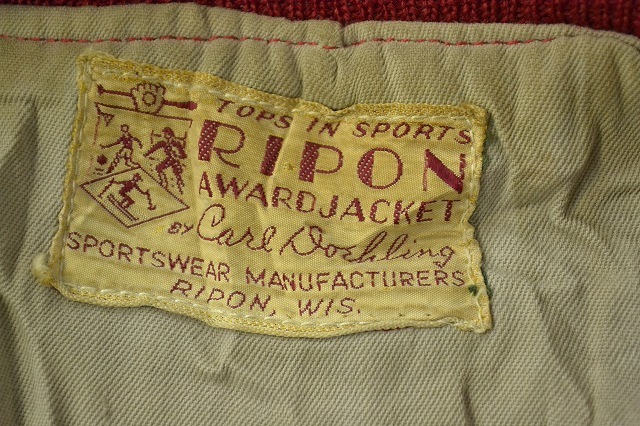 TOPS IN SPORTS
RIPON
AWARD JACKET
BY Carl Doehling
SPORTSWEAR MANUFACTURERS
RIPON, WIS.